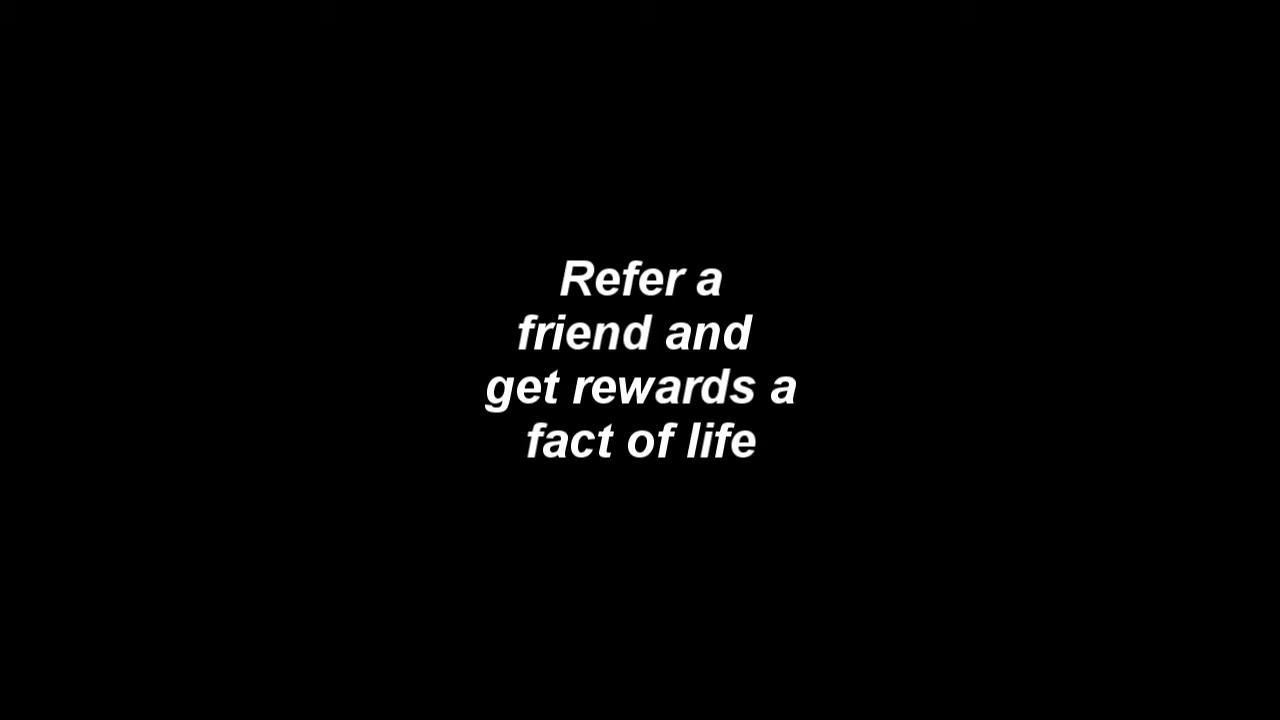 Refer a
friend and
get rewards a
fact of life